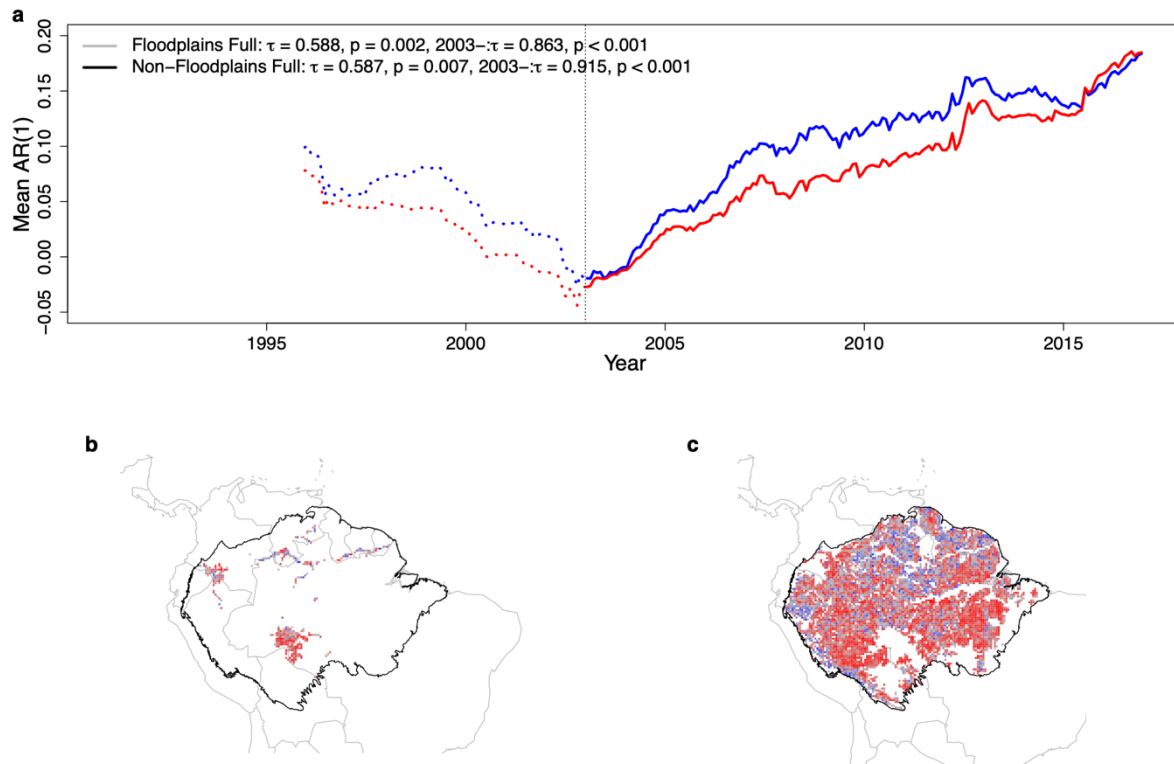 a
Floodplains Full: τ = 0.588, p = 0.002, 2003−:τ = 0.863, p < 0.001
Non−Floodplains Full: τ = 0.587, p = 0.007, 2003−:τ = 0.915, p < 0.001
Mean AR(1)
0.20
0.15
0.10
0.05
0.00
−0.05
1995 2000 2005 2010 2015
Year
b c